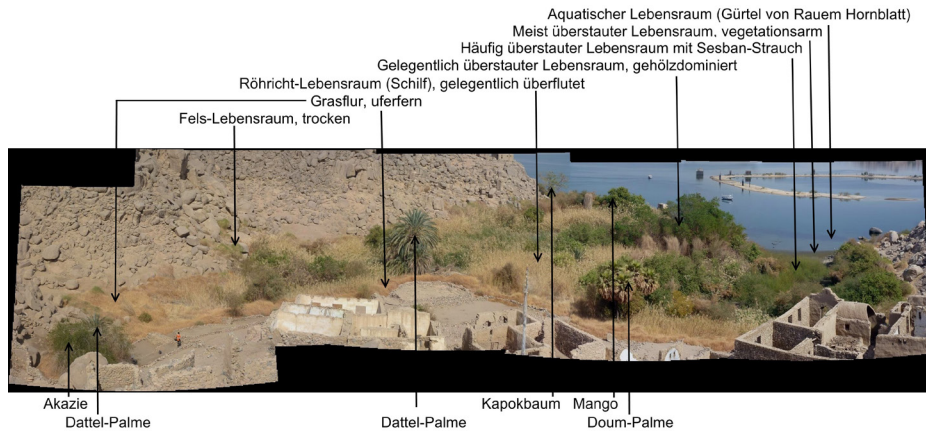 Aquatischer Lebensraum (Gürtel von Rauem Hornblatt)
Meist überstauter Lebensraum, vegetationsarm
Häufig überstauter Lebensraum mit Sesban-Strauch
Gelegentlich überstauter Lebensraum, gehölzdominiert
Röhricht-Lebensraum (Schilf), gelegentlich überflutet
Grasflur, uferfern
Fels-Lebensraum, trocken
Akazie
Kapokbaum
Mango
Dattel-Palme
Dattel-Palme
Doum-Palme